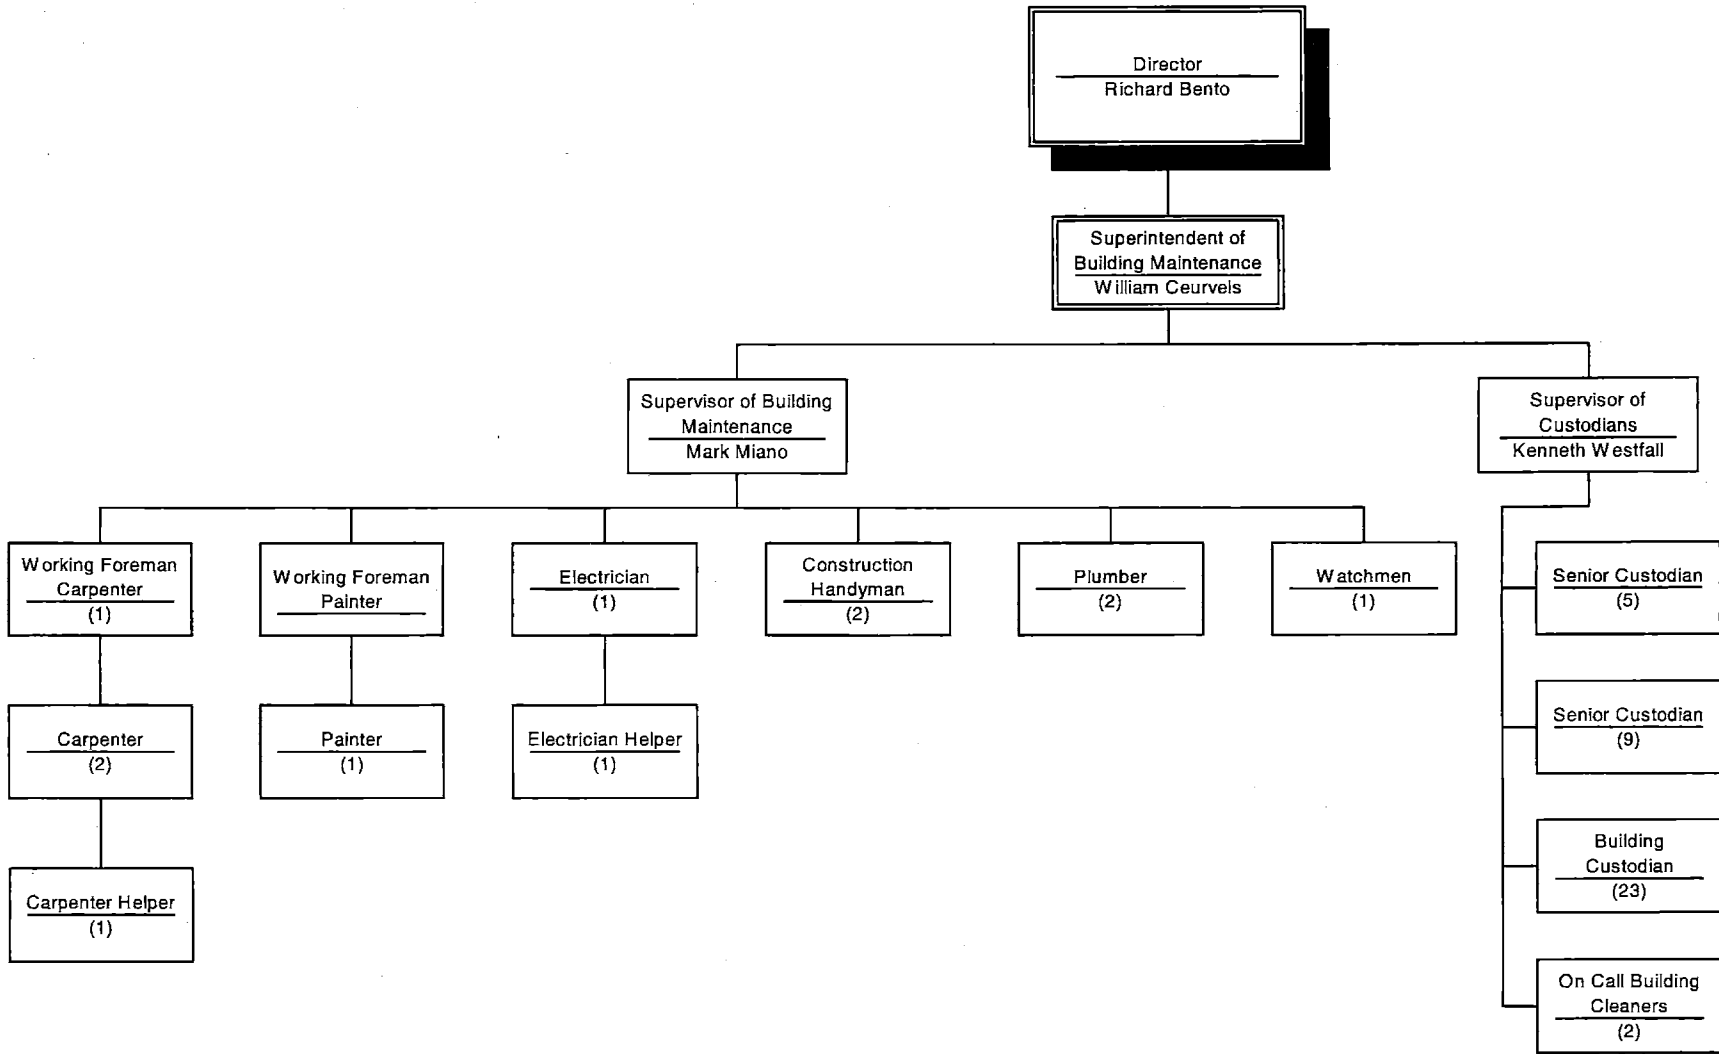 Director
Richard Bento
Superintendent of
Building Maintenance
William Ceurvels
Supervisor of Building
Maintenance
Mark Miano
Supervisor of
Custodians
Kenneth Westfall
Working Foreman
Carpenter
(1)
Working Foreman
Painter
Electrician
(1)
Construction
Handyman
(2)
Plumber
(2)
Watchmen
(1)
Senior Custodian
(5)
Carpenter
(2)
Painter
(1)
Electrician Helper
(1)
Senior Custodian
(9)
Carpenter Helper
(1)
Building
Custodian
(23)
On Call Building
Cleaners
(2)